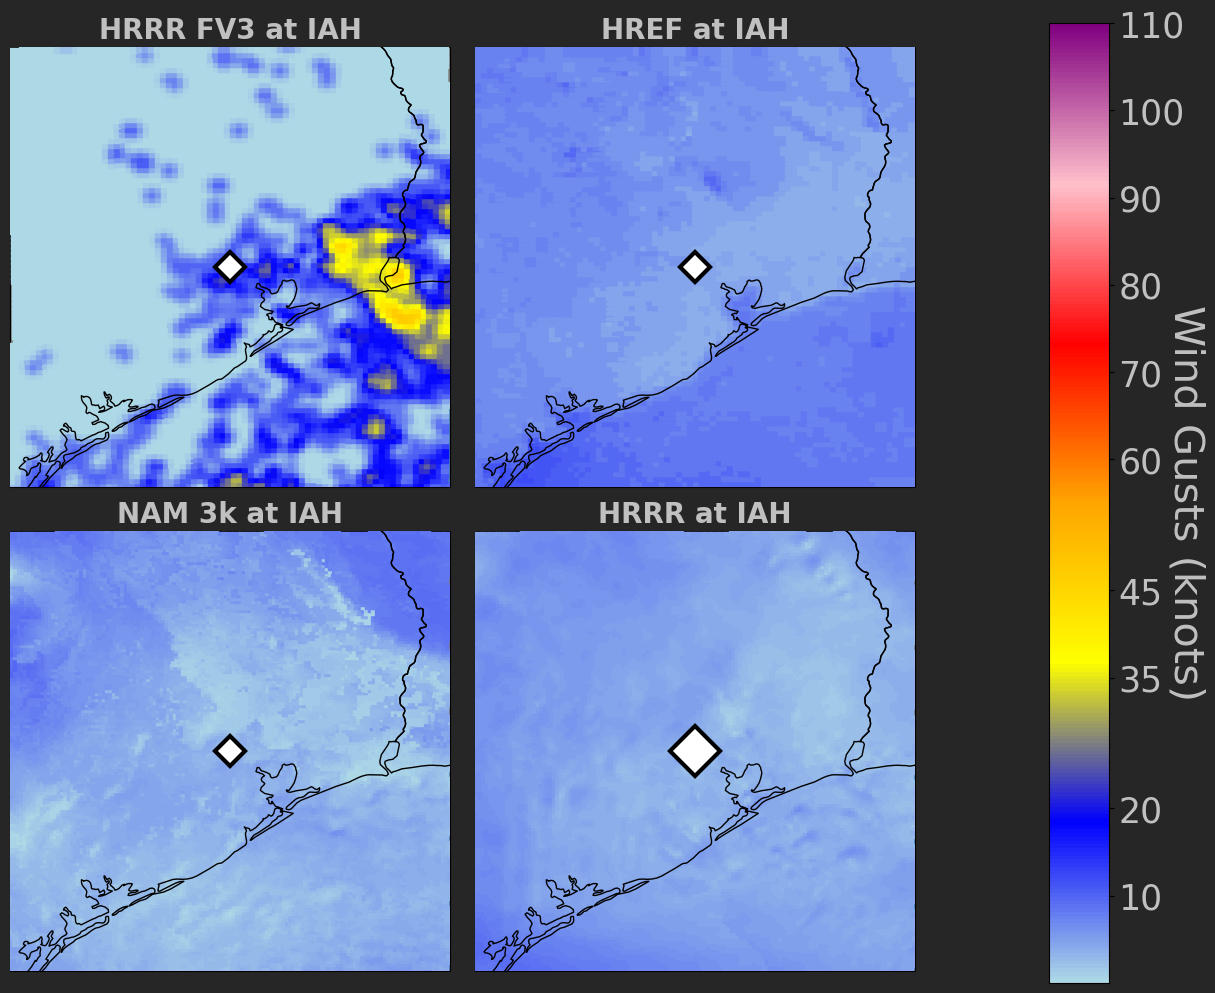 HRRR FV3 at IAH
HREF at IAH
NAM 3k at IAH
HRRR at IAH
110
100
90
80
70
60
45
35
20
10
Wind Gusts (knots)